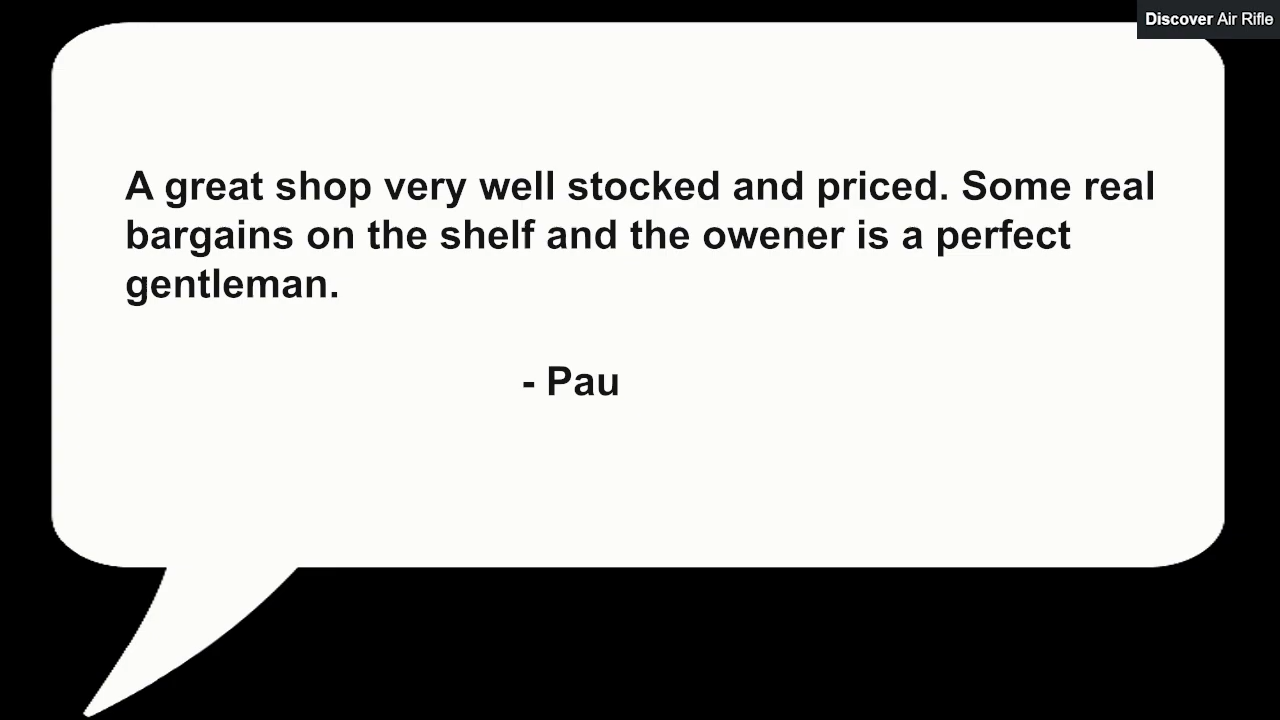 Discover Air Rifle
A great shop very well stocked and priced. Some real
bargains on the shelf and the owener is a perfect
gentleman.
- Pau